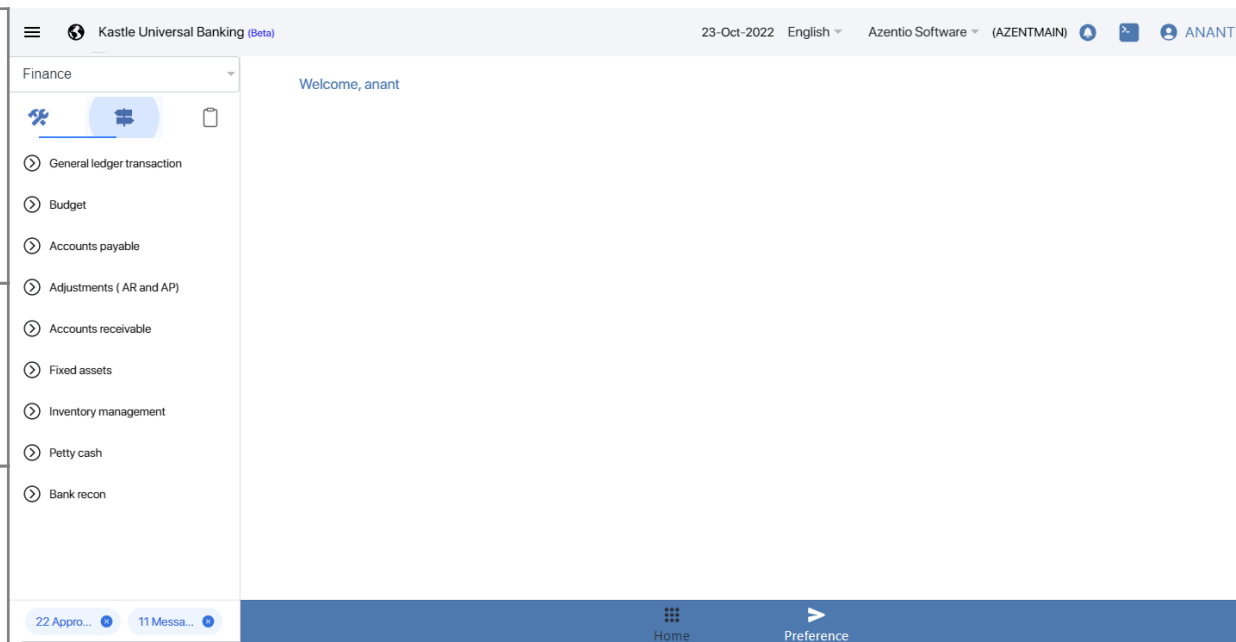 Kastle Universal Banking (Beta) 23-Oct-2022 English Azentio Software (AZENTMAIN) ANANT
Finance
Welcome, anant
General ledger transaction
Budget
Accounts payable
Adjustments ( AR and AP)
Accounts receivable
Fixed assets
Inventory management
Petty cash
Bank recon
22 Appro... 11 Messa...
Home Preference